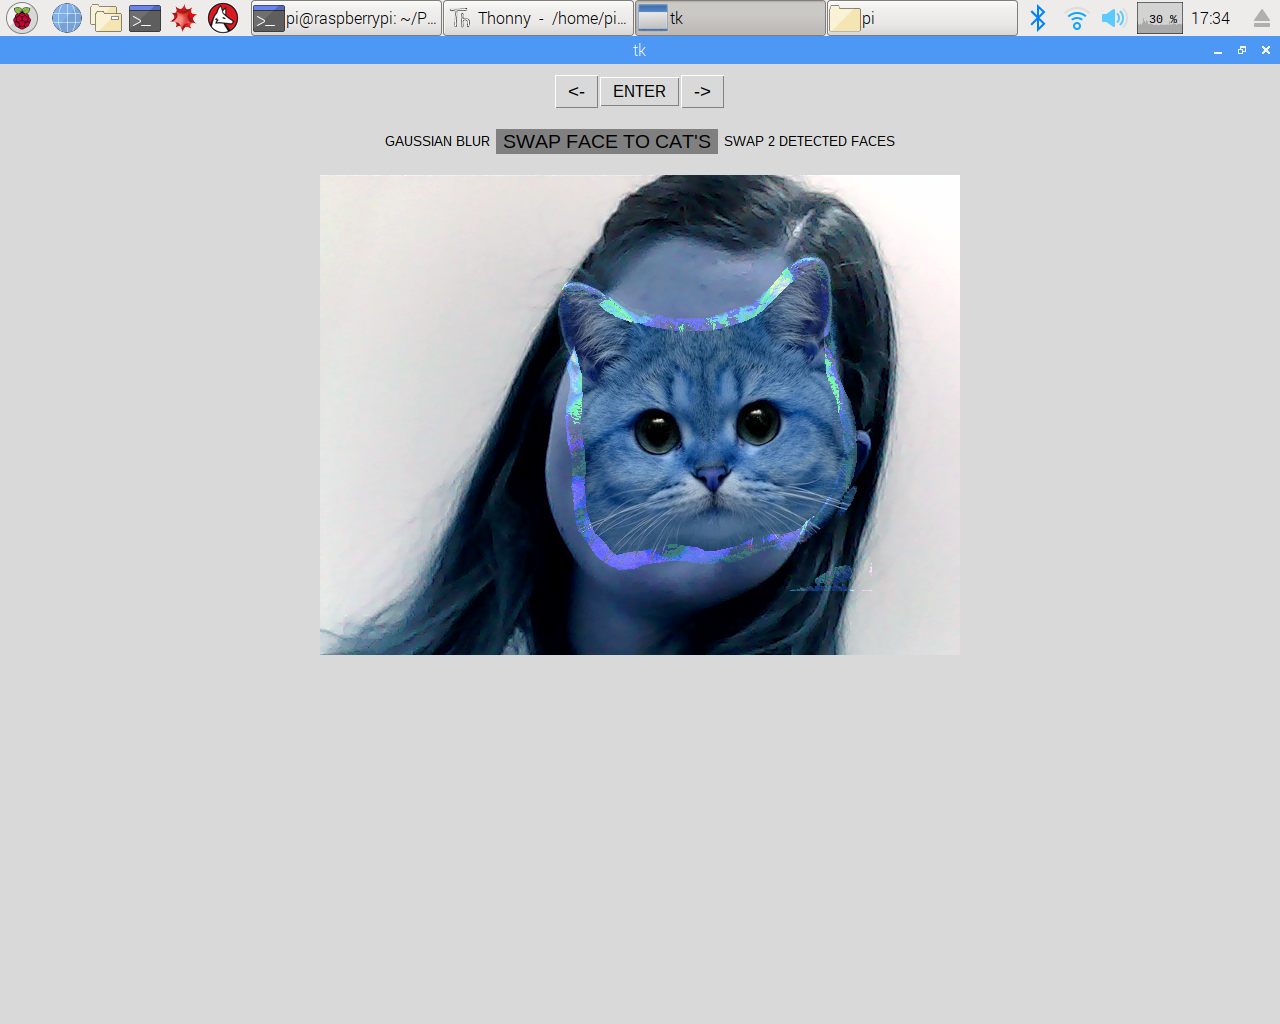 pi@raspberrypi: ~/P... Thonny - /home/pi... tk pi 30 % 17:34
tk
<- ENTER ->
GAUSSIAN BLUR SWAP FACE TO CAT'S SWAP 2 DETECTED FACES